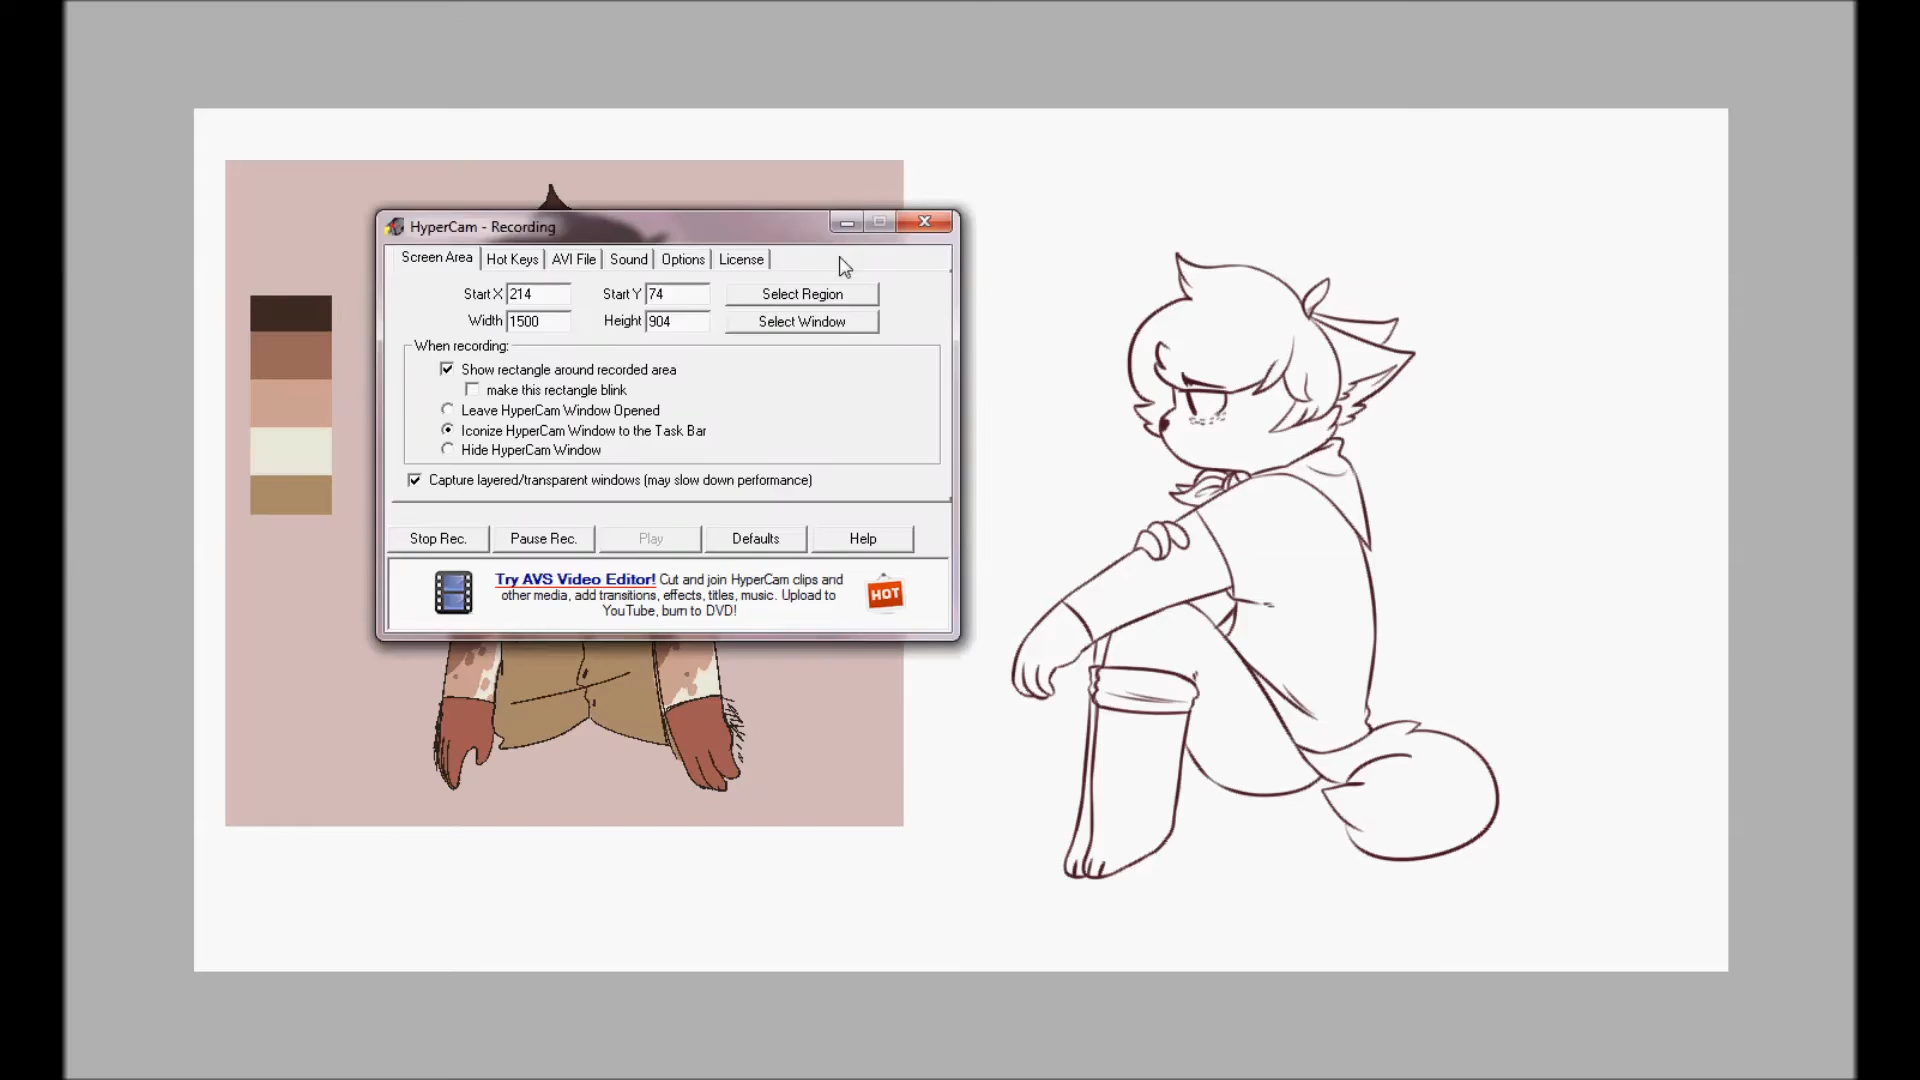 HyperCam - Recording
Screen Area Hot Keys AVI File Sound Options License
Start X 214 Start Y 74 Select Region
Width 1500 Height 904 Select Window
When recording:
Show rectangle around recorded area
make this rectangle blink
Leave HyperCam Window Opened
Iconize HyperCam Window to the Task Bar
Hide HyperCam Window
Capture layered/transparent windows (may slow down performance)
Stop Rec. Pause Rec. Play Defaults Help
Try AVS Video Editor! Cut and join HyperCam clips and
other media, add transitions, effects, titles, music. Upload to
YouTube, burn to DVD!
HOT